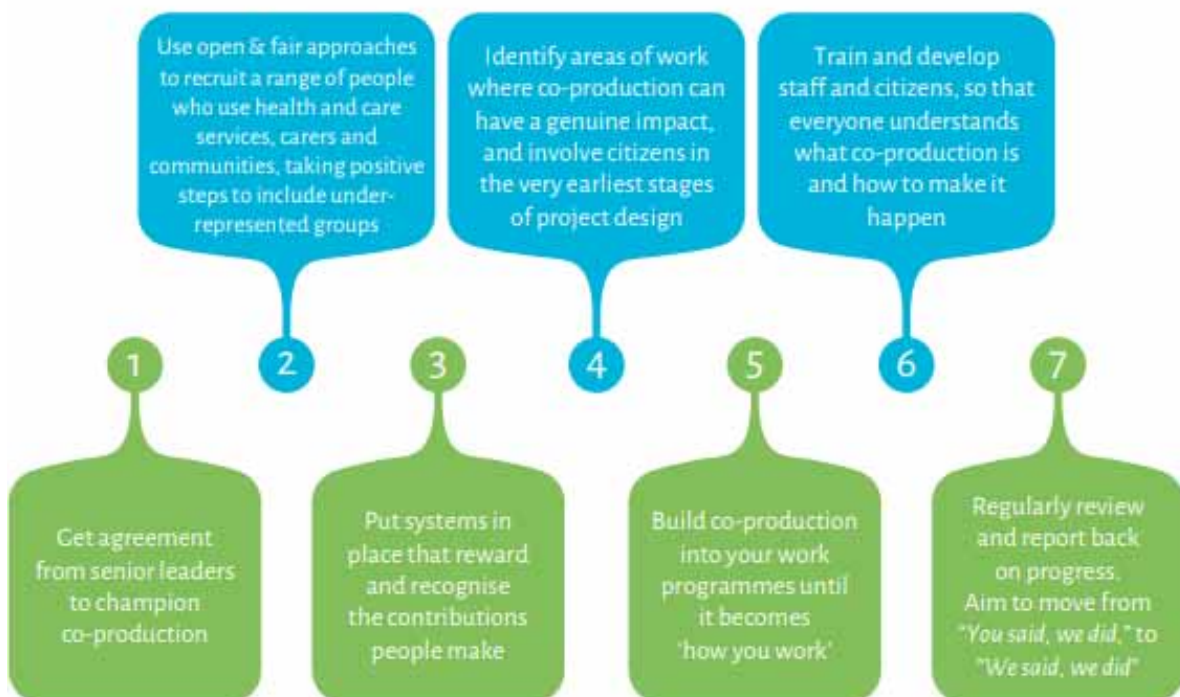 1
Get agreement
from senior leaders
to champion
co-production
2
Use open & fair approaches
to recruit a range of people
who use health and care
services, carers and
communities, taking positive
steps to include under-
represented groups
3
Put systems in
place that reward
and recognise
the contributions
people make
4
Identify areas of work
where co-production can
have a genuine impact,
and involve citizens in
the very earliest stages
of project design
5
Build co-production
into your work
programmes until
it becomes
'how you work'
6
Train and develop
staff and citizens, so that
everyone understands
what co-production is
and how to make it
happen
7
Regularly review
and report back
on progress.
Aim to move from
"You said, we did," to
"We said, we did"